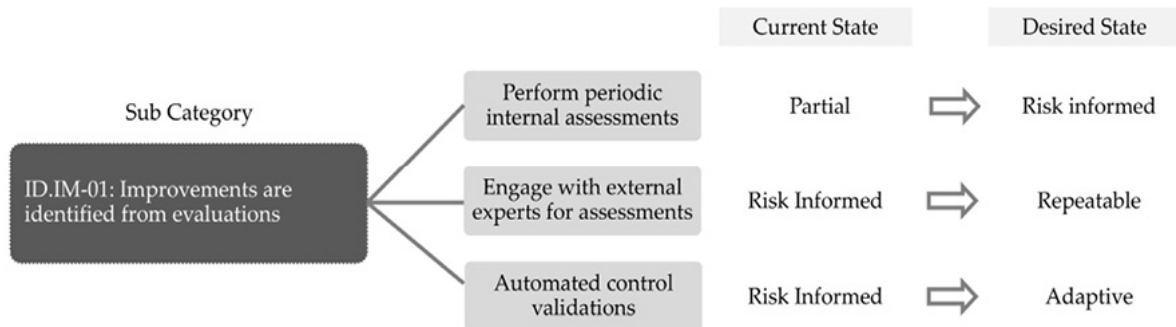 Current State
Desired State
Sub Category
ID.IM-01: Improvements are
identified from evaluations
Perform periodic
internal assessments
Partial
Risk informed
Engage with external
experts for assessments
Risk Informed
Repeatable
Automated control
validations
Risk Informed
Adaptive